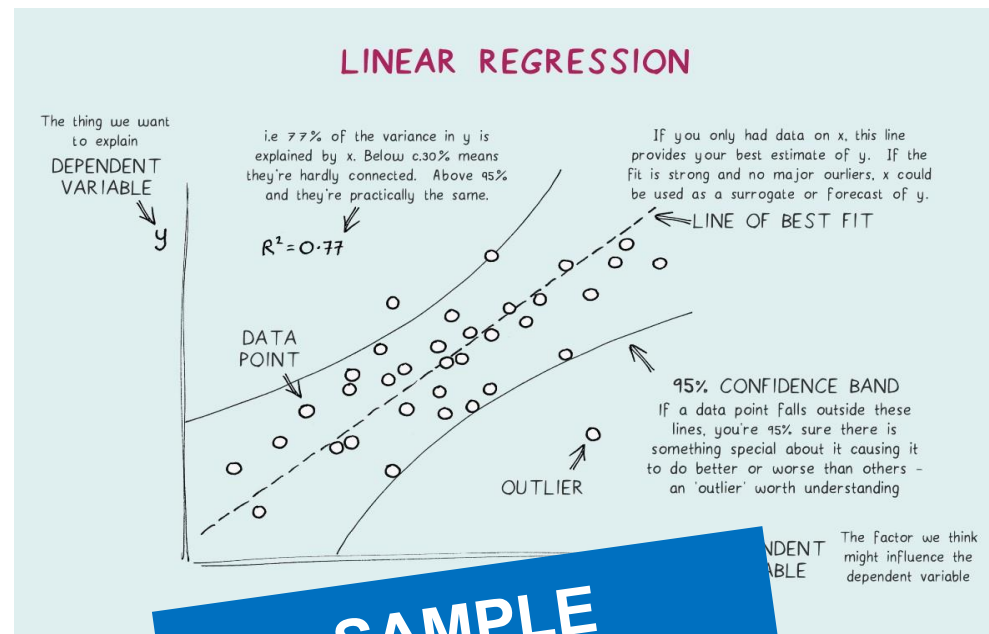 LINEAR REGRESSION
The thing we want
to explain
DEPENDENT
VARIABLE
y
i.e 77% of the variance in y is
explained by x. Below c.30% means
they're hardly connected. Above 95%
and they're practically the same.
R²=0.77
If you only had data on x, this line
provides your best estimate of y. If the
fit is strong and no major ourliers, x could
be used as a surrogate or forecast of y.
LINE OF BEST FIT
DATA
POINT
95% CONFIDENCE BAND
If a data point falls outside these
lines, you're 95% sure there is
something special about it causing it
to do better or worse than others -
an 'outlier' worth understanding
OUTLIER
The factor we think
might influence the
dependent variable
SAMPLE